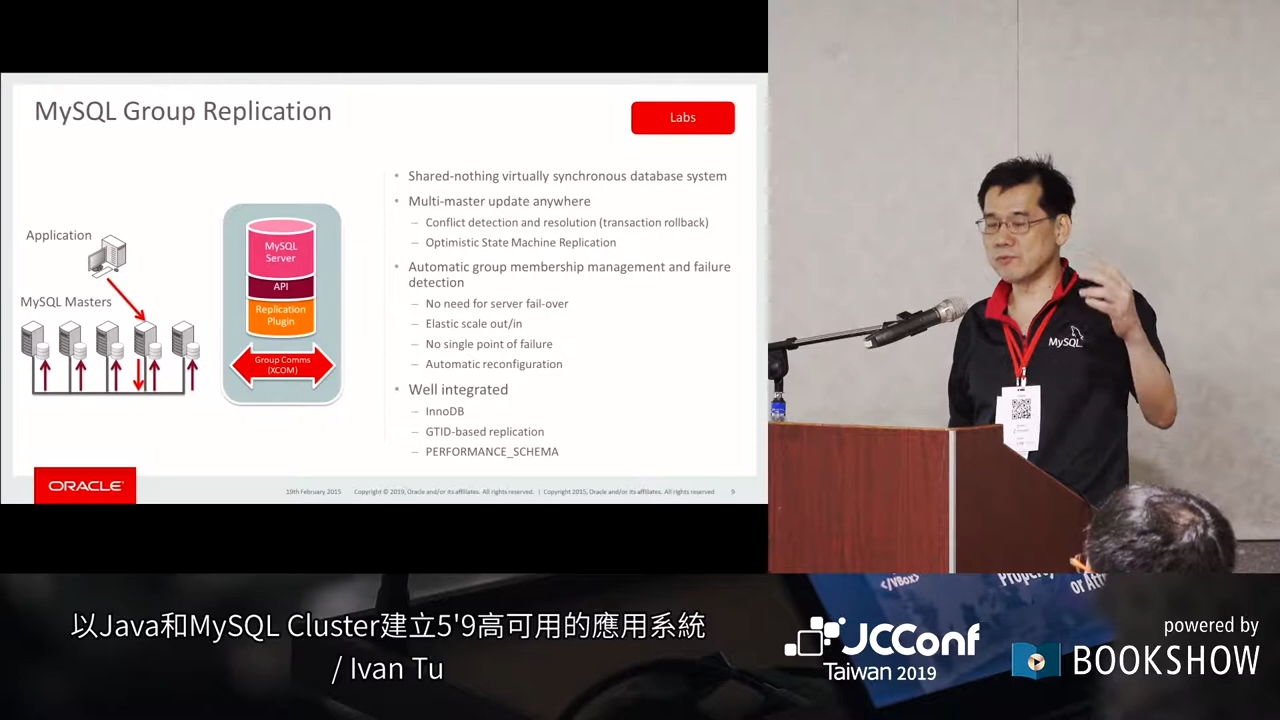 MySQL Group Replication
Labs
Application
MySQL Masters
MySQL
Server
API
Replication
Plugin
Group Comms
(XCOM)
• Shared-nothing virtually synchronous database system
• Multi-master update anywhere
– Conflict detection and resolution (transaction rollback)
– Optimistic State Machine Replication
• Automatic group membership management and failure
detection
– No need for server fail-over
– Elastic scale out/in
– No single point of failure
– Automatic reconfiguration
• Well integrated
– InnoDB
– GTID-based replication
– PERFORMANCE_SCHEMA
ORACLE
19th February 2015 Copyright © 2019, Oracle and/or its affiliates. All rights reserved. | Copyright 2015, Oracle and/or its affiliates. All rights reserved 9
MySQL
</VBox>
or
以Java和MySQL Cluster建立5'9高可用的應用系統
/ Ivan Tu
JCConf
Taiwan 2019
powered by
BOOKSHOW